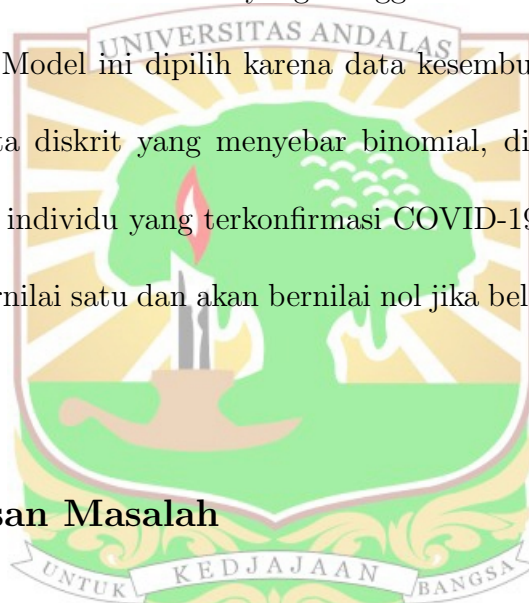 UNIVERSITAS ANDALAS
Model ini dipilih karena data kesembu
ta diskrit yang menyebar binomial, di
individu yang terkonfirmasi COVID-19
rnilai satu dan akan bernilai nol jika bel
san Masalah
UNTUK KEDJAJAAN BANGSA